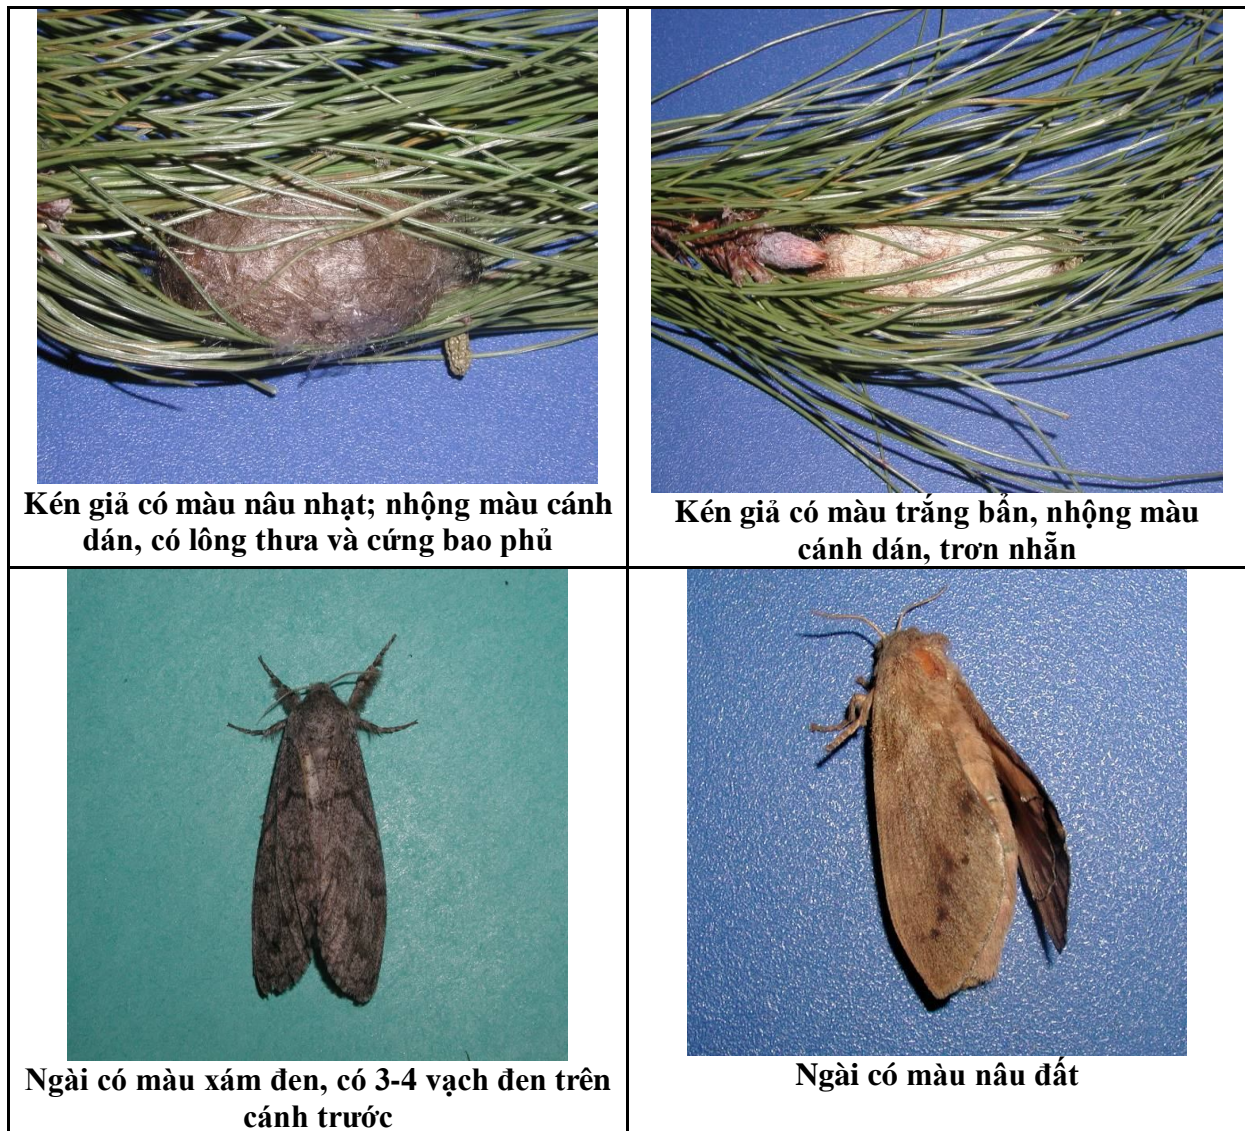 Kén giả có màu nâu nhạt; nhộng màu cánh
dán, có lông thưa và cứng bao phủ
Kén giả có màu trắng bẩn, nhộng màu
cánh dán, trơn nhẵn
Ngài có màu xám đen, có 3-4 vạch đen trên
cánh trước
Ngài có màu nâu đất